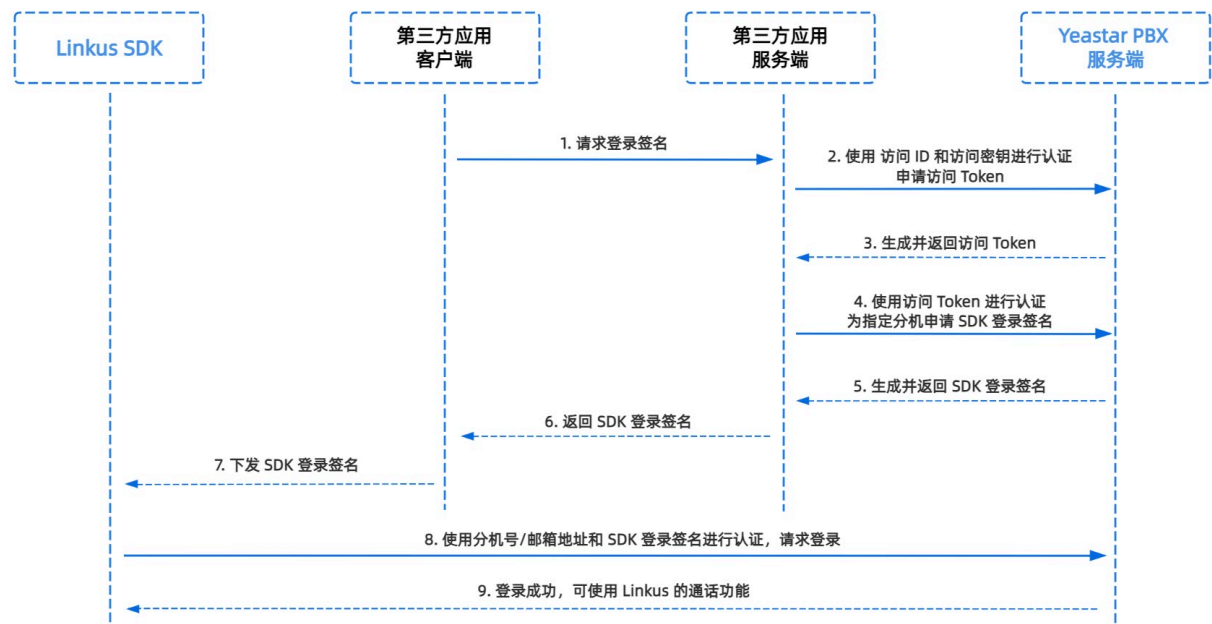 Linkus SDK
第三方应用
客户端
第三方应用
服务端
Yeastar PBX
服务端
1. 请求登录签名
2. 使用 访问 ID 和访问密钥进行认证
申请访问 Token
3. 生成并返回访问 Token
4. 使用访问 Token 进行认证
为指定分机申请 SDK 登录签名
5. 生成并返回 SDK 登录签名
6. 返回 SDK 登录签名
7. 下发 SDK 登录签名
8. 使用分机号/邮箱地址和 SDK 登录签名进行认证，请求登录
9. 登录成功，可使用 Linkus 的通话功能